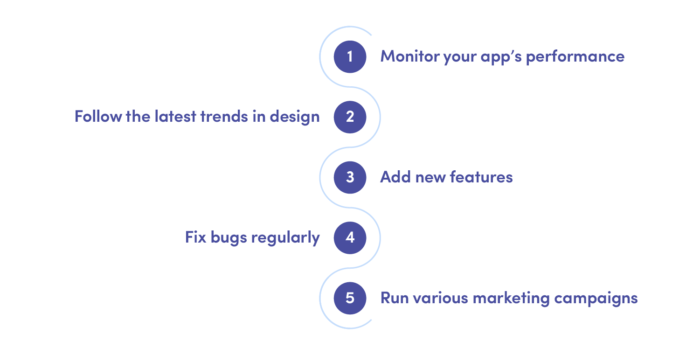 1 Monitor your app’s performance
Follow the latest trends in design 2
3 Add new features
Fix bugs regularly 4
5 Run various marketing campaigns